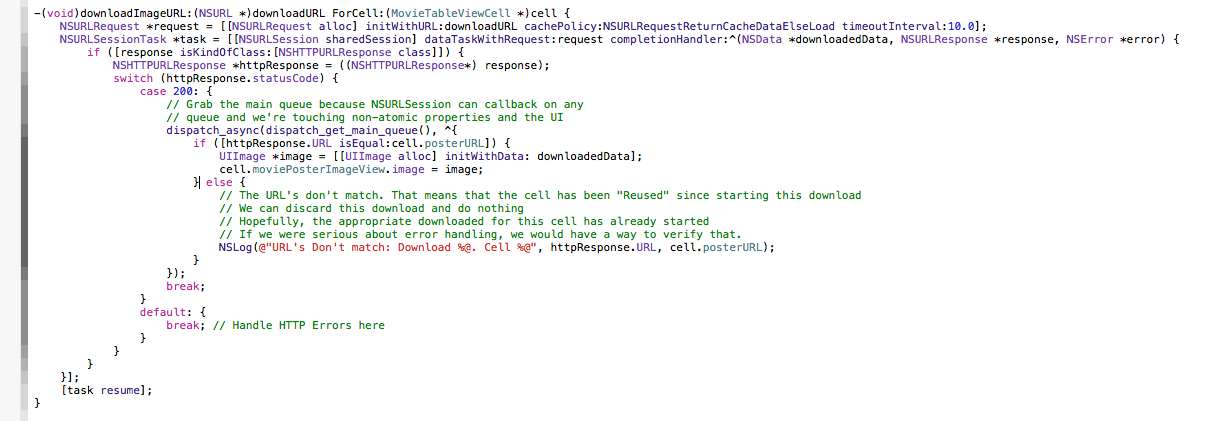 -(void)downloadImageURL:(NSURL *)downloadURL ForCell:(MovieTableViewCell *)cell {
    NSURLRequest *request = [[NSURLRequest alloc] initWithURL:downloadURL cachePolicy:NSURLRequestReturnCacheDataElseLoad timeoutInterval:10.0];
    NSURLSessionTask *task = [[NSURLSession sharedSession] dataTaskWithRequest:request completionHandler:^(NSData *downloadedData, NSURLResponse *response, NSError *error) {
        if ([response isKindOfClass:[NSHTTPURLResponse class]]) {
            NSHTTPURLResponse *httpResponse = ((NSHTTPURLResponse*) response);
            switch (httpResponse.statusCode) {
                case 200: {
                    // Grab the main queue because NSURLSession can callback on any
                    // queue and we're touching non-atomic properties and the UI
                    dispatch_async(dispatch_get_main_queue(), ^{
                        if ([httpResponse.URL isEqual:cell.posterURL]) {
                            UIImage *image = [[UIImage alloc] initWithData: downloadedData];
                            cell.moviePosterImageView.image = image;
                        } else {
                            // The URL's don't match. That means that the cell has been "Reused" since starting this download
                            // We can discard this download and do nothing
                            // Hopefully, the appropriate downloaded for this cell has already started
                            // If we were serious about error handling, we would have a way to verify that.
                            NSLog(@"URL's Don't match: Download %@. Cell %@", httpResponse.URL, cell.posterURL);
                        }
                    });
                    break;
                }
                default: {
                    break; // Handle HTTP Errors here
                }
            }
        }
    }];
    [task resume];
}